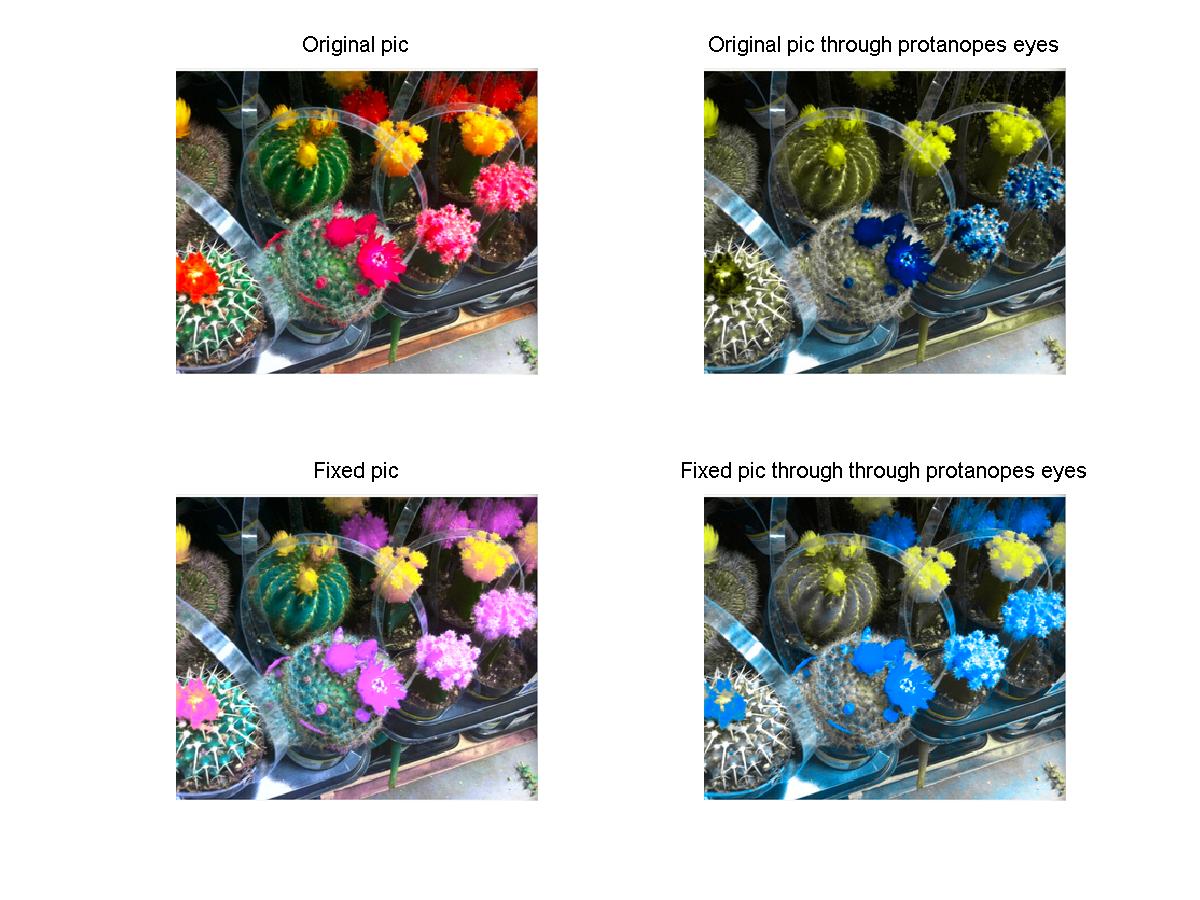 Original pic
Original pic through protanopes eyes
Fixed pic
Fixed pic through through protanopes eyes